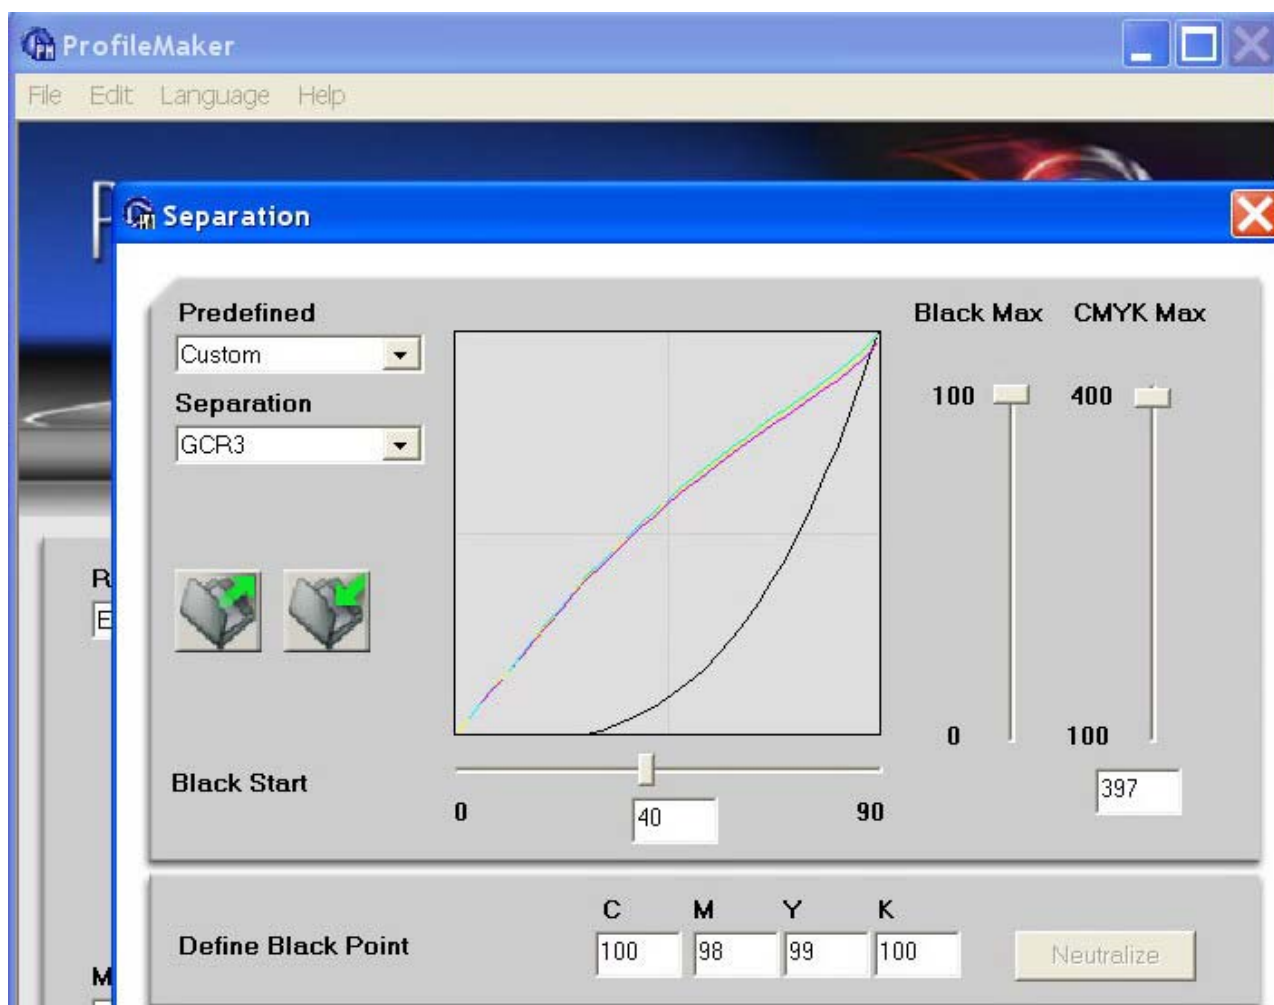 ProfileMaker
File Edit Language Help
P
Separation
Predefined
Custom
Separation
GCR3
Black Max CMYK Max
100 400
0 100
397
R
E
Black Start
0 40 90
C M Y K
Define Black Point 100 98 99 100 Neutralize
M